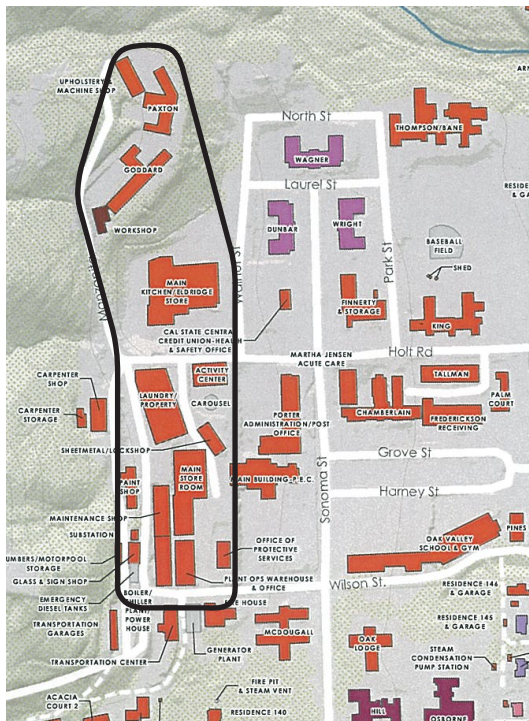 UPHOLSTERY &
MACHINE SHOP
PAXTON
GODDARD
WORKSHOP
North St
WAGNER
THOMPSON/BANE
Laurel St
DUNBAR
WRIGHT
Park St
BASEBALL
FIELD
SHED
MAIN
KITCHEN/ELDRIDGE
STORE
Walnut St
FINNERTY
& STORAGE
KING
CAL STATE CENTRAL
CREDIT UNION-HEALTH
& SAFETY OFFICE
MARTHA JENSEN
ACUTE CARE
Holt Rd
CARPENTER
SHOP
CARPENTER
STORAGE
LAUNDRY/
PROPERTY
ACTIVITY
CENTER
CAROUSEL
TALLMAN
PALM
COURT
PORTER
ADMINISTRATION/POST
OFFICE
CHAMBERLAIN
FREDERICKSON
RECEIVING
SHEETMETAL/LOCKSHOP
MAIN
STORE
ROOM
MAIN BUILDING-P.E.C.
Grove St
Sonoma St
Harney St
PAINT
SHOP
MAINTENANCE SHOP
SUBSTATION
OAK VALLEY
SCHOOL & GYM
PINES
UMBERS/MOTORPOOL
STORAGE
GLASS & SIGN SHOP
OFFICE OF
PROTECTIVE
SERVICES
PLANT OPS WAREHOUSE
& OFFICE
Wilson St.
EMERGENCY
DIESEL TANKS
BOILER/
CHILLER
PLANT/
POWER
HOUSE
RESIDENCE 146
& GARAGE
TRANSPORTATION
GARAGES
TRANSPORTATION CENTER
GENERATOR
PLANT
MCDOUGALL
OAK
LODGE
RESIDENCE 145
& GARAGE
STEAM
CONDENSATION
PUMP STATION
ACACIA
COURT 2
FIRE PIT
& STEAM VENT
RESIDENCE 140
HILL
OSBORNE